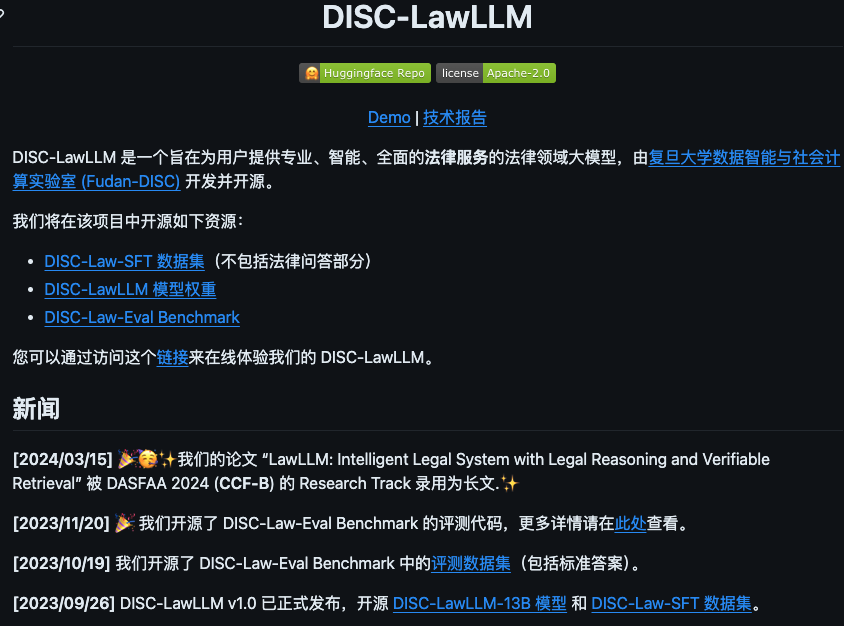 DISC-LawLLM
Huggingface Repo license Apache-2.0
Demo | 技术报告
DISC-LawLLM 是一个旨在为用户提供专业、智能、全面的法律服务的法律领域大模型，由复旦大学数据智能与社会计
算实验室 (Fudan-DISC) 开发并开源。
我们将在该项目中开源如下资源：
• DISC-Law-SFT 数据集（不包括法律问答部分）
• DISC-LawLLM 模型权重
• DISC-Law-Eval Benchmark
您可以通过访问这个链接来在线体验我们的 DISC-LawLLM。
新闻
[2024/03/15] 🎉🥳✨我们的论文 “LawLLM: Intelligent Legal System with Legal Reasoning and Verifiable
Retrieval” 被 DASFAA 2024 (CCF-B) 的 Research Track 录用为长文.✨
[2023/11/20] 🎉 我们开源了 DISC-Law-Eval Benchmark 的评测代码，更多详情请在此处查看。
[2023/10/19] 我们开源了 DISC-Law-Eval Benchmark 中的评测数据集（包括标准答案）。
[2023/09/26] DISC-LawLLM v1.0 已正式发布，开源 DISC-LawLLM-13B 模型 和 DISC-Law-SFT 数据集。